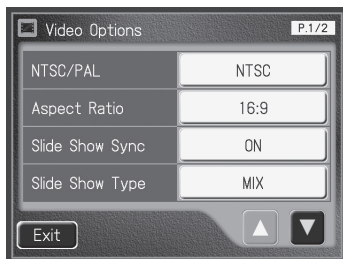 Video Options P.1/2
NTSC/PAL NTSC
Aspect Ratio 16:9
Slide Show Sync ON
Slide Show Type MIX
Exit